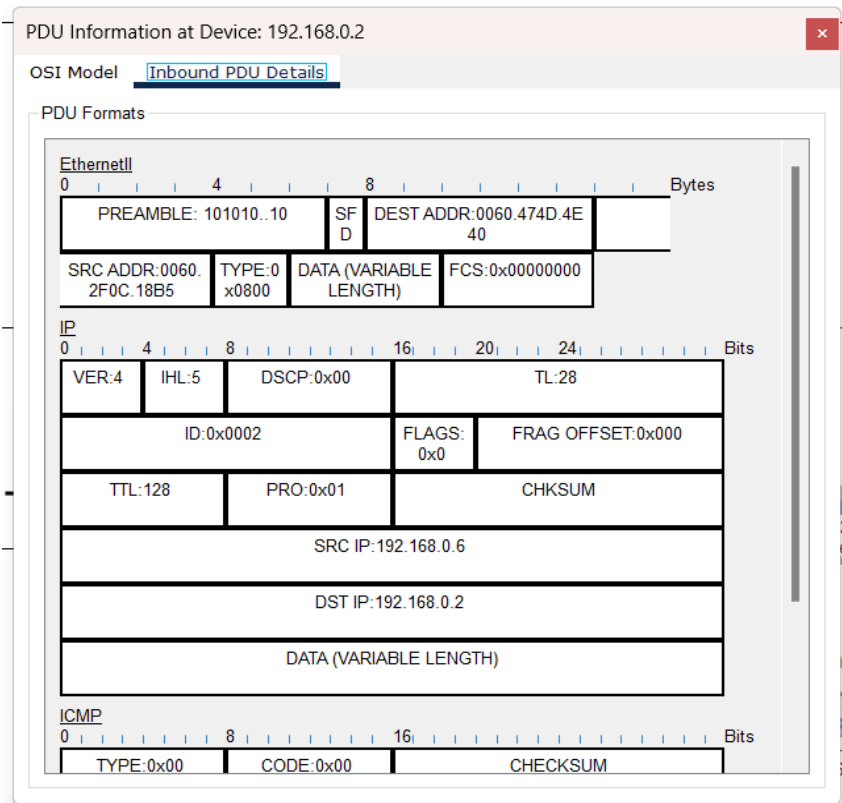 PDU Information at Device: 192.168.0.2
×
OSI Model Inbound PDU Details
PDU Formats
EthernetII
0 4 8 Bytes
PREAMBLE: 101010..10
SF
D
DEST ADDR:0060.474D.4E
40
SRC ADDR:0060.
2F0C.18B5
TYPE:0
x0800
DATA (VARIABLE
LENGTH)
FCS:0x00000000
IP
0 4 8 16 20 24 Bits
VER:4 IHL:5 DSCP:0x00 TL:28
ID:0x0002
FLAGS:
0x0
FRAG OFFSET:0x000
TTL:128 PRO:0x01 CHKSUM
SRC IP:192.168.0.6
DST IP:192.168.0.2
DATA (VARIABLE LENGTH)
ICMP
0 8 16 Bits
TYPE:0x00 CODE:0x00 CHECKSUM